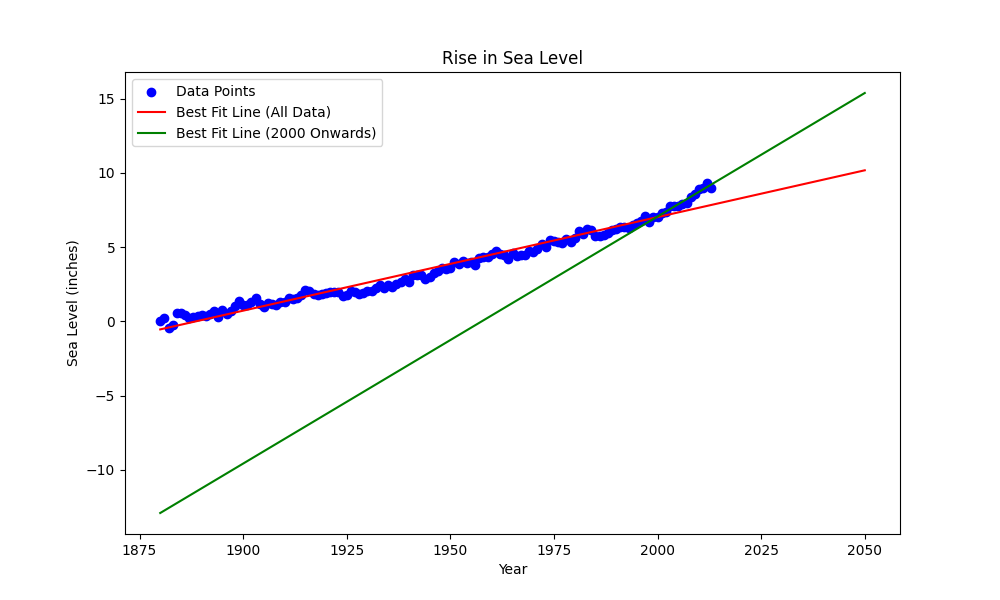 Rise in Sea Level
Data Points
Best Fit Line (All Data)
Best Fit Line (2000 Onwards)
15
10
5
0
−5
−10
Sea Level (inches)
1875
1900
1925
1950
1975
2000
2025
2050
Year